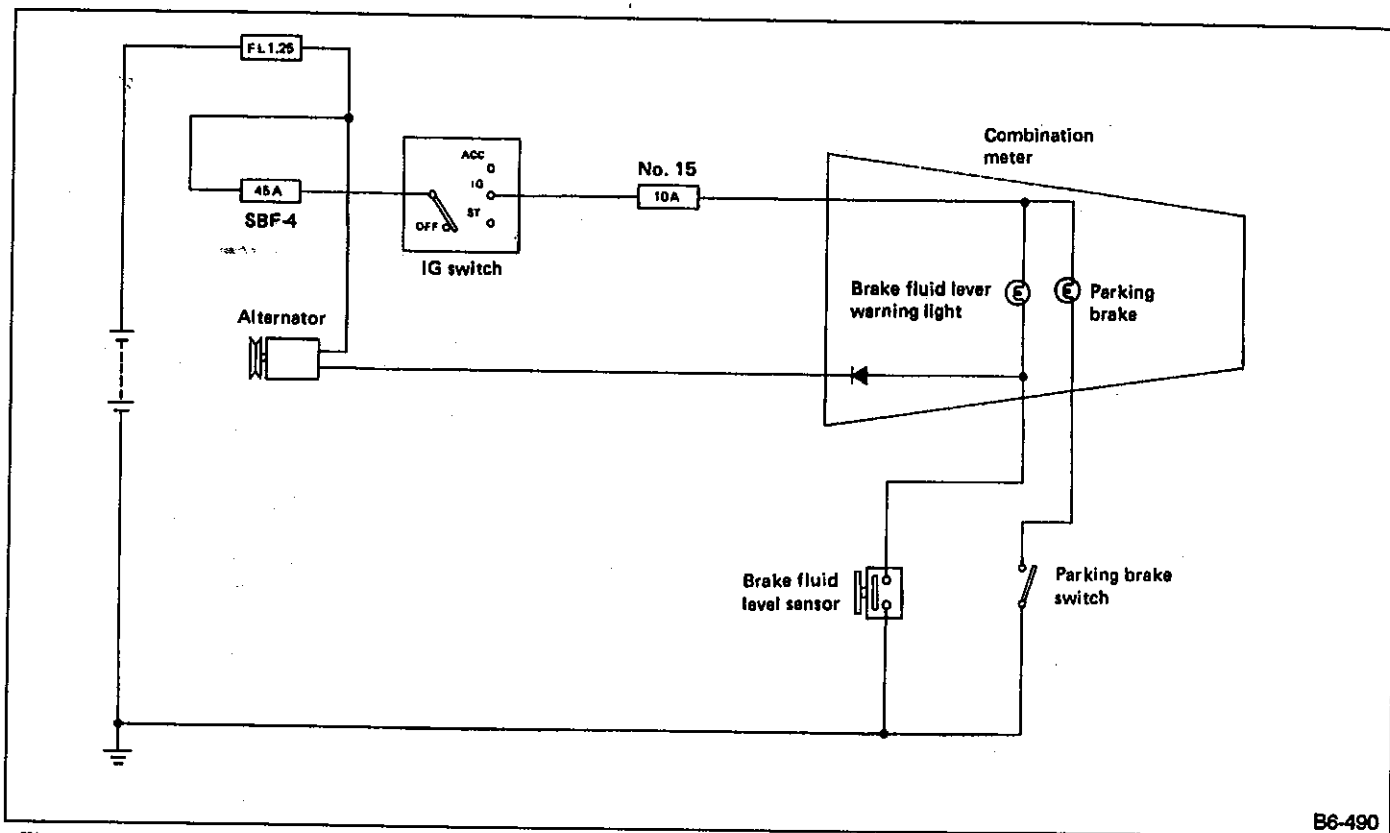 FL1.25
Combination
meter
ACC
IG
ST
OFF
No. 15
10A
45A
SBF-4
IG switch
Brake fluid lever
warning light
Parking
brake
Alternator
Brake fluid
level sensor
Parking brake
switch
B6-490